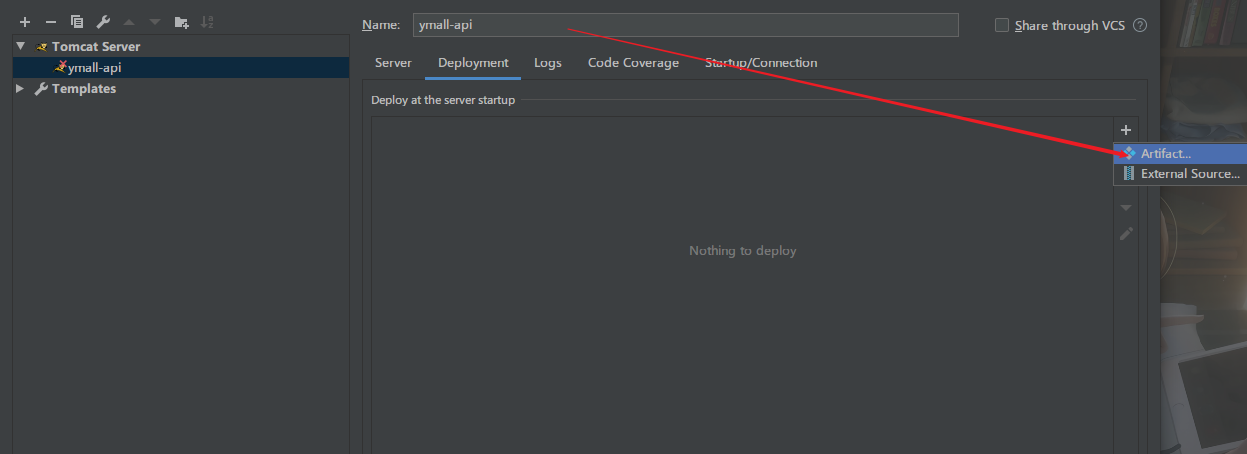 Name: ymall-api
Share through VCS ?
Tomcat Server
ymall-api
Templates
Server Deployment Logs Code Coverage Startup/Connection
Deploy at the server startup
Artifact...
External Source...
Nothing to deploy